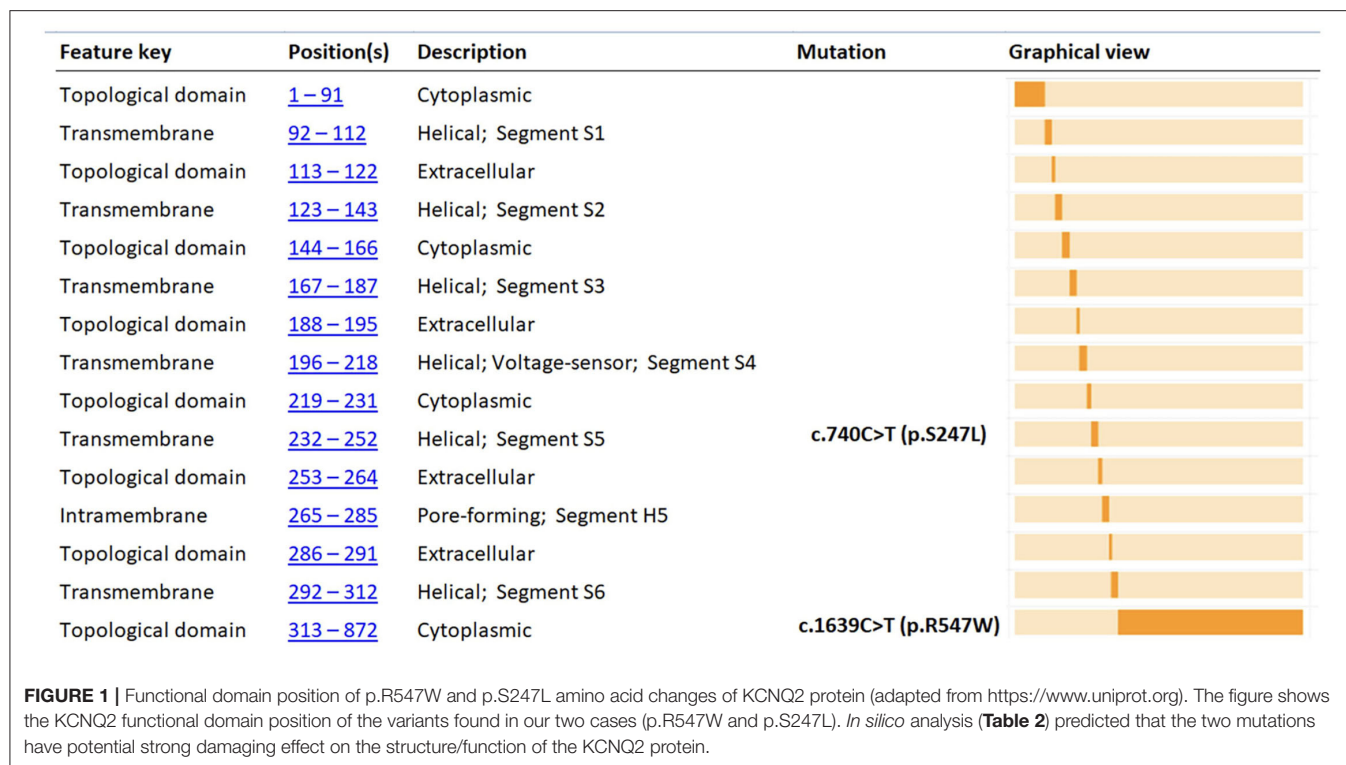 Feature key Position(s) Description Mutation Graphical view
Topological domain 1 – 91 Cytoplasmic
Transmembrane 92 – 112 Helical; Segment S1
Topological domain 113 – 122 Extracellular
Transmembrane 123 – 143 Helical; Segment S2
Topological domain 144 – 166 Cytoplasmic
Transmembrane 167 – 187 Helical; Segment S3
Topological domain 188 – 195 Extracellular
Transmembrane 196 – 218 Helical; Voltage-sensor; Segment S4
Topological domain 219 – 231 Cytoplasmic
Transmembrane 232 – 252 Helical; Segment S5 c.740C>T (p.S247L)
Topological domain 253 – 264 Extracellular
Intramembrane 265 – 285 Pore-forming; Segment H5
Topological domain 286 – 291 Extracellular
Transmembrane 292 – 312 Helical; Segment S6
Topological domain 313 – 872 Cytoplasmic c.1639C>T (p.R547W)
FIGURE 1 | Functional domain position of p.R547W and p.S247L amino acid changes of KCNQ2 protein (adapted from https://www.uniprot.org). The figure shows
the KCNQ2 functional domain position of the variants found in our two cases (p.R547W and p.S247L). In silico analysis (Table 2) predicted that the two mutations
have potential strong damaging effect on the structure/function of the KCNQ2 protein.